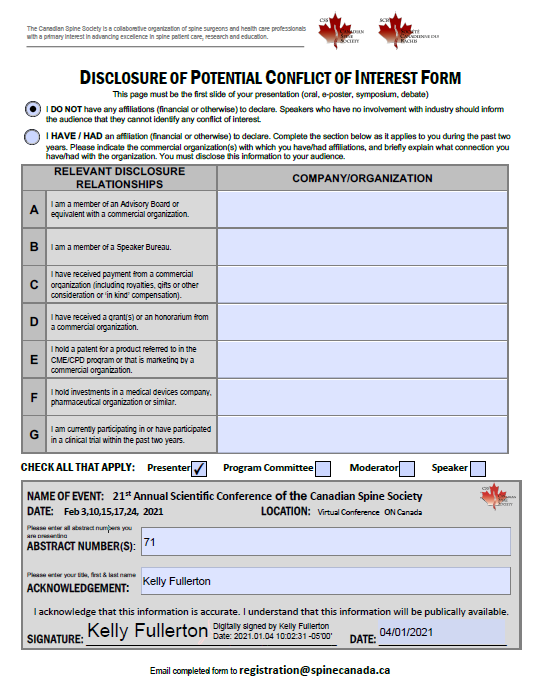 The Canadian Spine Society is a collaborative organization of spine surgeons and health care professionals
with a primary interest in advancing excellence in spine patient care, research and education.
CANADIAN
SPINE
SOCIETY
SOCIÉTÉ
CANADIENNE DU
RACHIS
DISCLOSURE OF POTENTIAL CONFLICT OF INTEREST FORM
This page must be the first slide of your presentation (oral, e-poster, symposium, debate)
I DO NOT have any affiliations (financial or otherwise) to declare. Speakers who have no involvement with industry should inform
the audience that they cannot identify any conflict of interest.
I HAVE / HAD an affiliation (financial or otherwise) to declare. Complete the section below as it applies to you during the past two
years. Please indicate the commercial organization(s) with which you have/had affiliations, and briefly explain what connection you
have/had with the organization. You must disclose this information to your audience.
RELEVANT DISCLOSURE
RELATIONSHIPS
COMPANY/ORGANIZATION
A I am a member of an Advisory Board or
equivalent with a commercial organization.
B I am a member of a Speaker Bureau.
C I have received payment from a commercial
organization (including royalties, gifts or other
consideration or 'in kind' compensation).
D I have received a grant(s) or an honorarium from
a commercial organization.
E I hold a patent for a product referred to in the
CME/CPD program or that is marketing by a
commercial organization.
F I hold investments in a medical devices company,
pharmaceutical organization or similar.
G I am currently participating in or have participated
in a clinical trial within the past two years.
CHECK ALL THAT APPLY: Presenter Program Committee Moderator Speaker
NAME OF EVENT: 21st Annual Scientific Conference of the Canadian Spine Society
DATE: Feb 3,10,15,17,24, 2021 LOCATION: Virtual Conference ON Canada
Please enter all abstract numbers you
are presenting
ABSTRACT NUMBER(S): 71
Please enter your title, first & last name
ACKNOWLEDGEMENT: Kelly Fullerton
I acknowledge that this information is accurate. I understand that this information will be publically available.
SIGNATURE: Kelly Fullerton Digitally signed by Kelly Fullerton
Date: 2021.01.04 10:02:31 -05'00' DATE: 04/01/2021
Email completed form to registration@spinecanada.ca